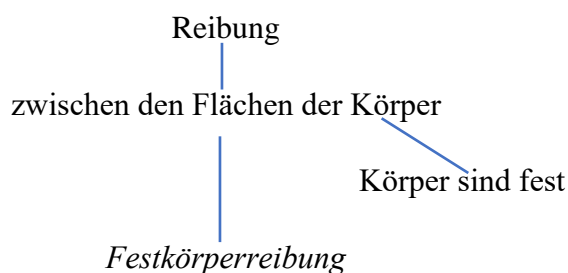 Reibung
zwischen den Flächen der Körper
Körper sind fest
Festkörperreibung